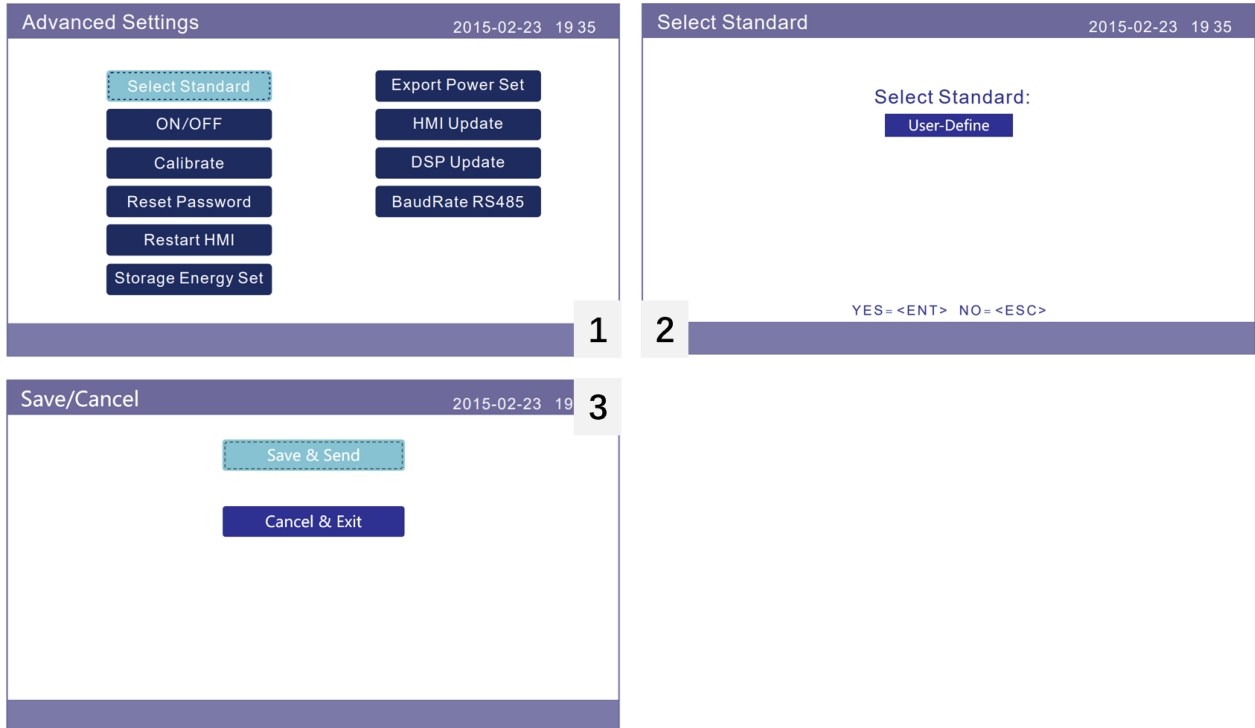 Advanced Settings
2015-02-23 19 35
Select Standard
ON/OFF
Calibrate
Reset Password
Restart HMI
Storage Energy Set
Export Power Set
HMI Update
DSP Update
BaudRate RS485
1
Select Standard
2015-02-23 19 35
Select Standard:
User-Define
YES=<ENT> NO=<ESC>
2
Save/Cancel
2015-02-23 19
3
Save & Send
Cancel & Exit